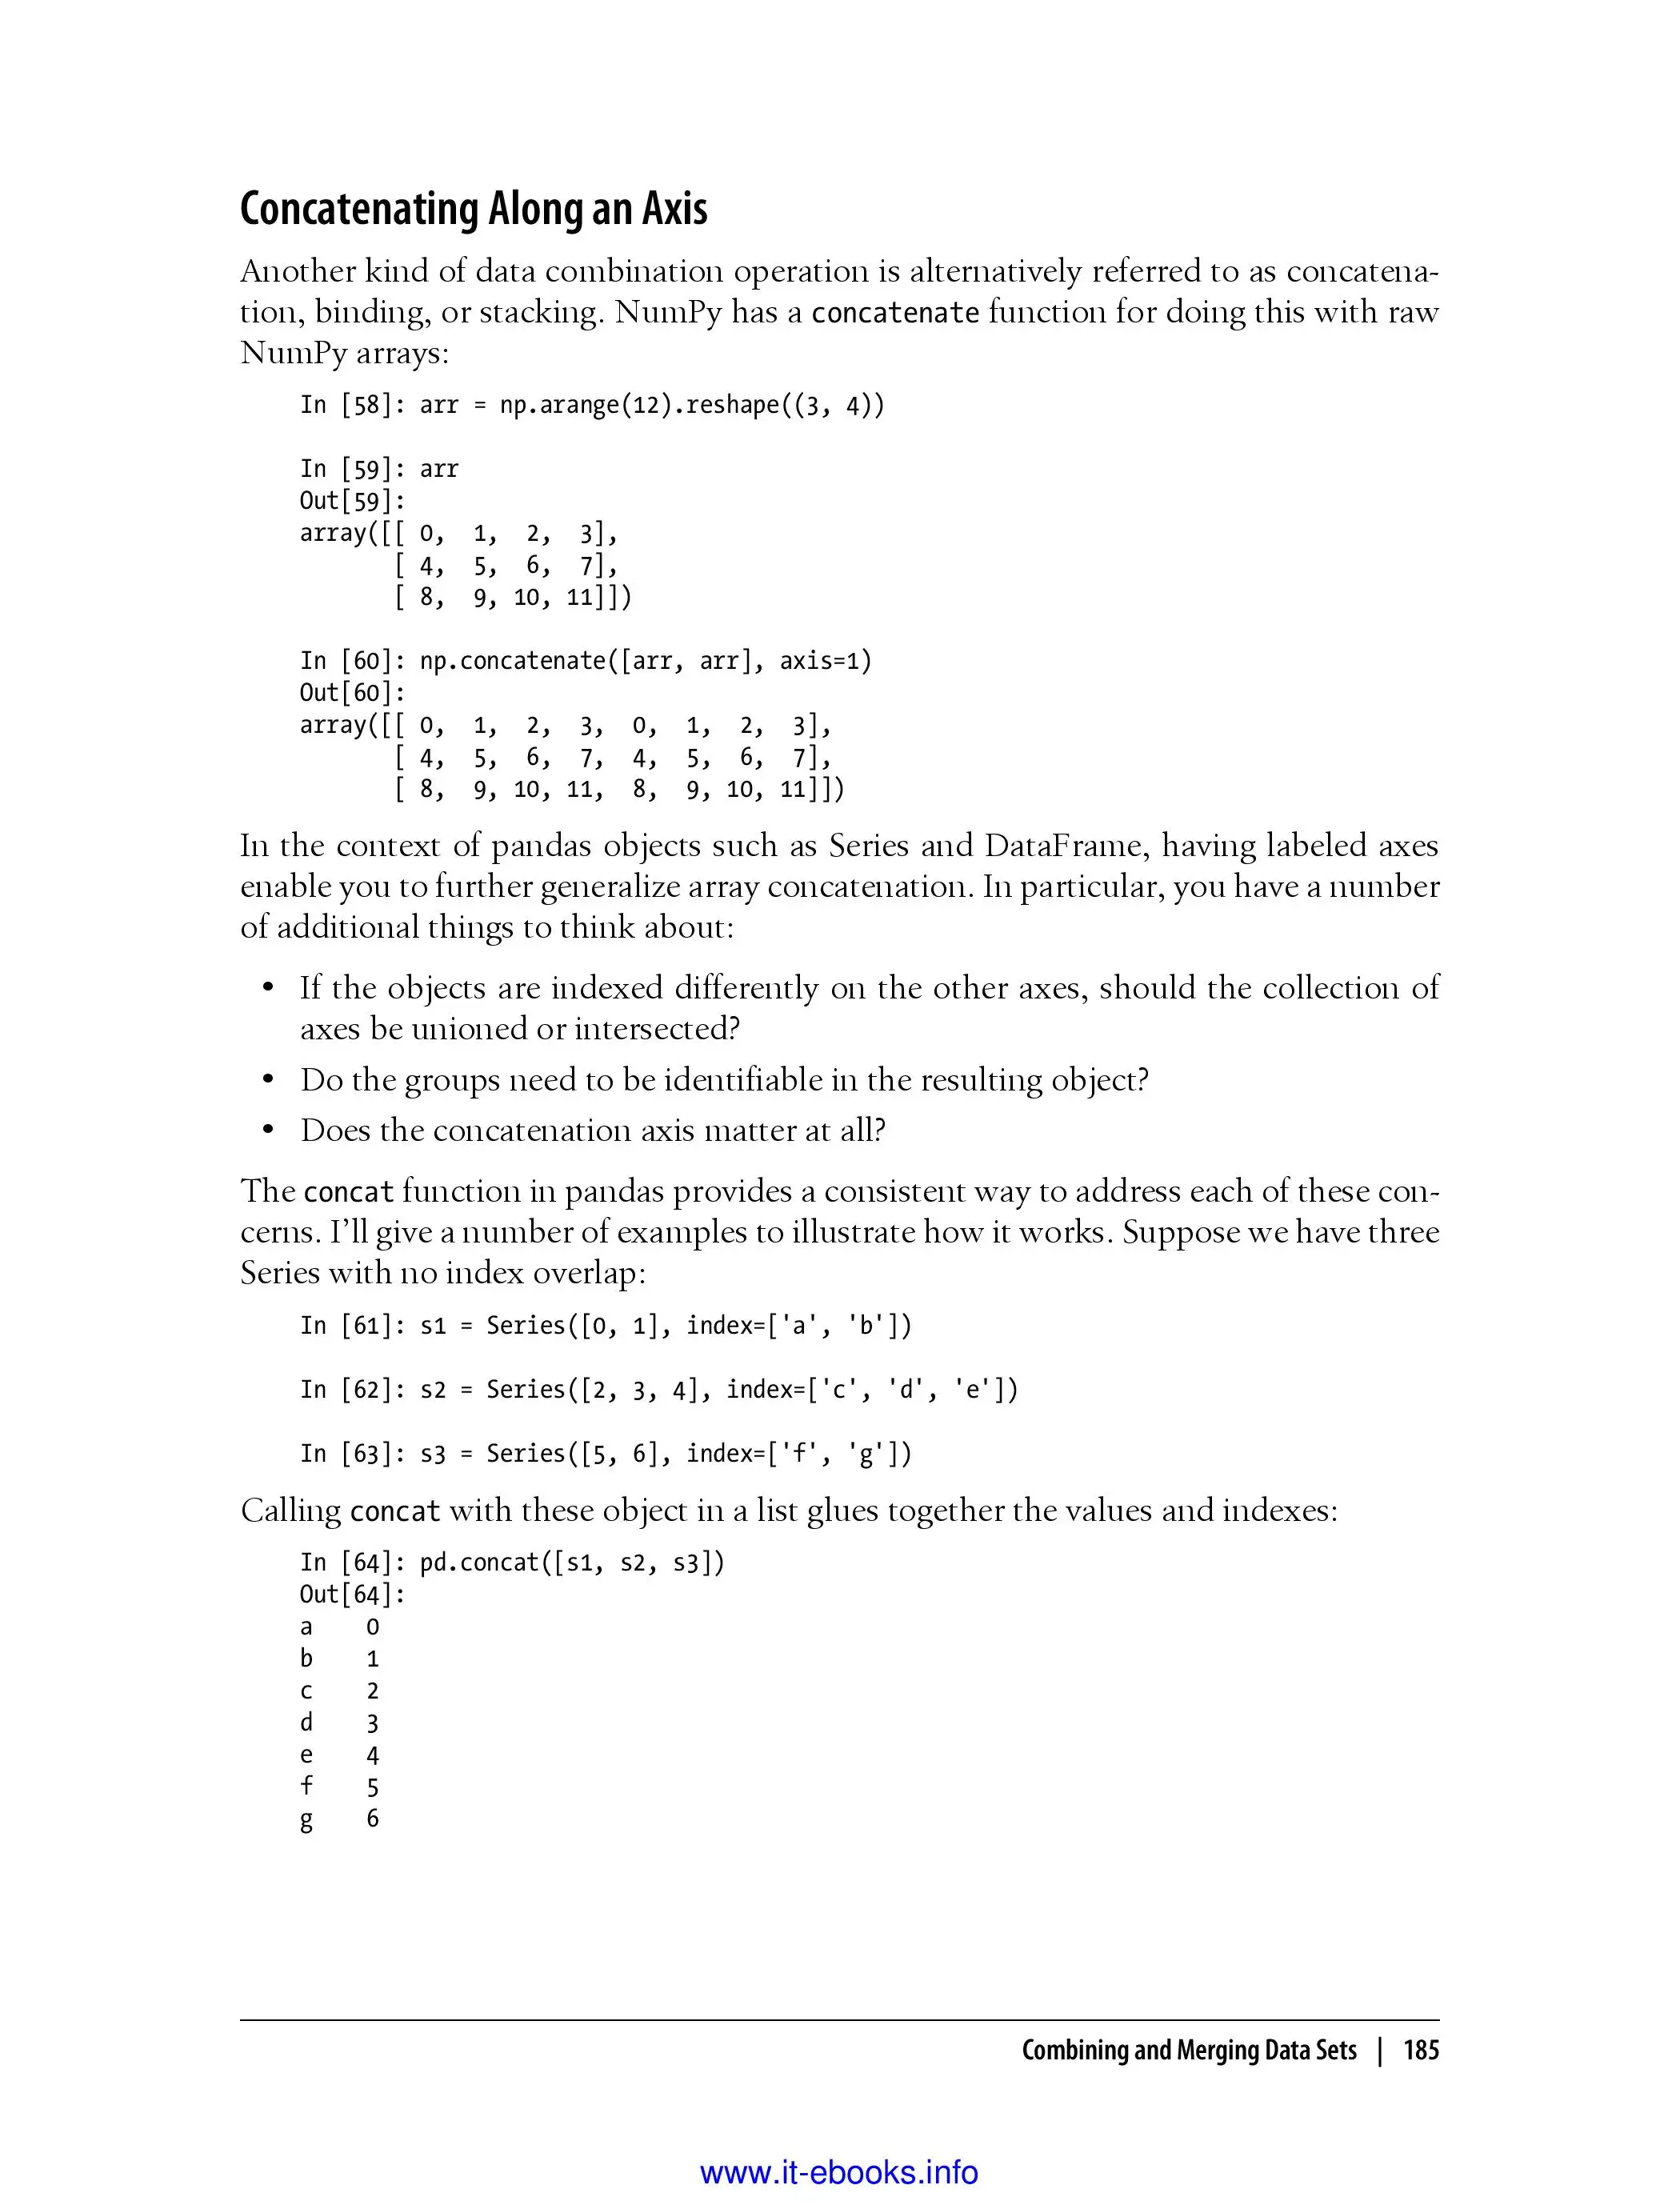 Concatenating Along an Axis
Another kind of data combination operation is alternatively referred to as concatena-
tion, binding, or stacking. NumPy has a concatenate function for doing this with raw
NumPy arrays:
In [58]: arr = np.arange(12).reshape((3, 4))
In [59]: arr
Out[59]:
array([[ 0,  1,  2,  3],
       [ 4,  5,  6,  7],
       [ 8,  9, 10, 11]])
In [60]: np.concatenate([arr, arr], axis=1)
Out[60]:
array([[ 0,  1,  2,  3,  0,  1,  2,  3],
       [ 4,  5,  6,  7,  4,  5,  6,  7],
       [ 8,  9, 10, 11,  8,  9, 10, 11]])
In the context of pandas objects such as Series and DataFrame, having labeled axes
enable you to further generalize array concatenation. In particular, you have a number
of additional things to think about:
• If the objects are indexed differently on the other axes, should the collection of
axes be unioned or intersected?
• Do the groups need to be identifiable in the resulting object?
• Does the concatenation axis matter at all?
The concat function in pandas provides a consistent way to address each of these con-
cerns. I'll give a number of examples to illustrate how it works. Suppose we have three
Series with no index overlap:
In [61]: s1 = Series([0, 1], index=['a', 'b'])
In [62]: s2 = Series([2, 3, 4], index=['c', 'd', 'e'])
In [63]: s3 = Series([5, 6], index=['f', 'g'])
Calling concat with these object in a list glues together the values and indexes:
In [64]: pd.concat([s1, s2, s3])
Out[64]:
a    0
b    1
c    2
d    3
e    4
f    5
g    6
Combining and Merging Data Sets | 185
www.it-ebooks.info